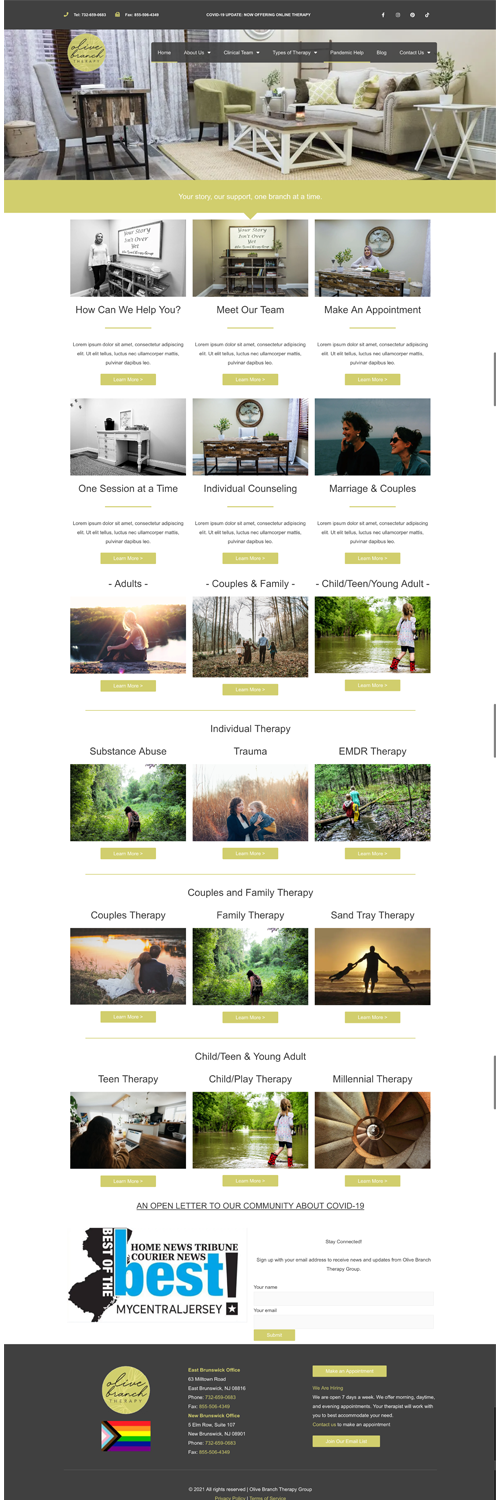 Tel: 732-659-0683 Fax: 855-506-4349 COVID-19 UPDATE: NOW OFFERING ONLINE THERAPY
olive branch THERAPY
Home About Us Clinical Team Types of Therapy Pandemic Help Blog Contact Us
Your story, our support, one branch at a time.
Your Story Isn't Over Yet
Your Story Isn't Over Yet
How Can We Help You? Meet Our Team Make An Appointment
Lorem ipsum dolor sit amet, consectetur adipiscing Lorem ipsum dolor sit amet, consectetur adipiscing Lorem ipsum dolor sit amet, consectetur adipiscing
elit. Ut elit tellus, luctus nec ullamcorper mattis, elit. Ut elit tellus, luctus nec ullamcorper mattis, elit. Ut elit tellus, luctus nec ullamcorper mattis,
pulvinar dapibus leo. pulvinar dapibus leo. pulvinar dapibus leo.
Learn More > Learn More > Learn More >
One Session at a Time Individual Counseling Marriage & Couples
Lorem ipsum dolor sit amet, consectetur adipiscing Lorem ipsum dolor sit amet, consectetur adipiscing Lorem ipsum dolor sit amet, consectetur adipiscing
elit. Ut elit tellus, luctus nec ullamcorper mattis, elit. Ut elit tellus, luctus nec ullamcorper mattis, elit. Ut elit tellus, luctus nec ullamcorper mattis,
pulvinar dapibus leo. pulvinar dapibus leo. pulvinar dapibus leo.
Learn More > Learn More > Learn More >
- Adults - - Couples & Family - - Child/Teen/Young Adult -
Learn More > Learn More > Learn More >
Individual Therapy
Substance Abuse Trauma EMDR Therapy
Learn More > Learn More > Learn More >
Couples and Family Therapy
Couples Therapy Family Therapy Sand Tray Therapy
Learn More > Learn More > Learn More >
Child/Teen & Young Adult
Teen Therapy Child/Play Therapy Millennial Therapy
Learn More > Learn More > Learn More >
AN OPEN LETTER TO OUR COMMUNITY ABOUT COVID-19
BEST OF THE
HOME NEWS TRIBUNE
COURIER NEWS
best!
MYCENTRALJERSEY
Stay Connected!
Sign up with your email address to receive news and updates from Olive Branch
Therapy Group.
Your name
Your email
Submit
olive branch THERAPY
East Brunswick Office
63 Milltown Road
East Brunswick, NJ 08816
Phone: 732-659-0683
Fax: 855-506-4349
New Brunswick Office
5 Elm Row, Suite 107
New Brunswick, NJ 08901
Phone: 732-659-0683
Fax: 855-506-4349
Make an Appointment
We Are Hiring
We are open 7 days a week. We offer morning, daytime,
and evening appointments. Your therapist will work with
you to best accommodate your need.
Contact us to make an appointment
Join Our Email List
© 2021 All rights reserved | Olive Branch Therapy Group
Privacy Policy | Terms of Service